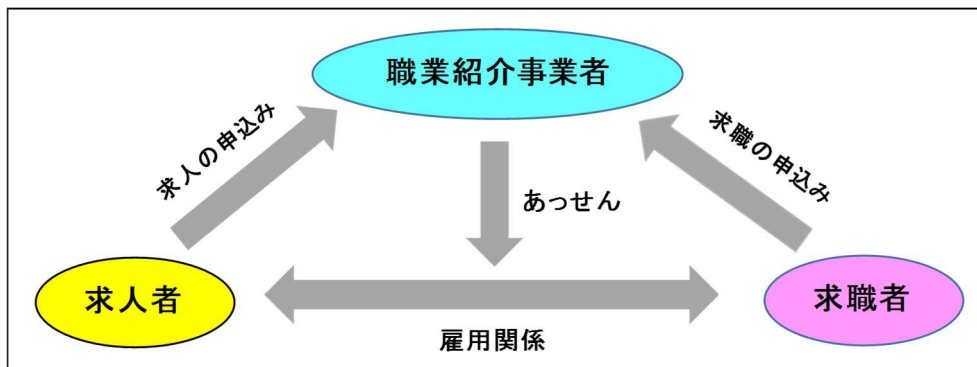 職業紹介事業者
求人の申込み
求職の申込み
あっせん
求人者
求職者
雇用関係